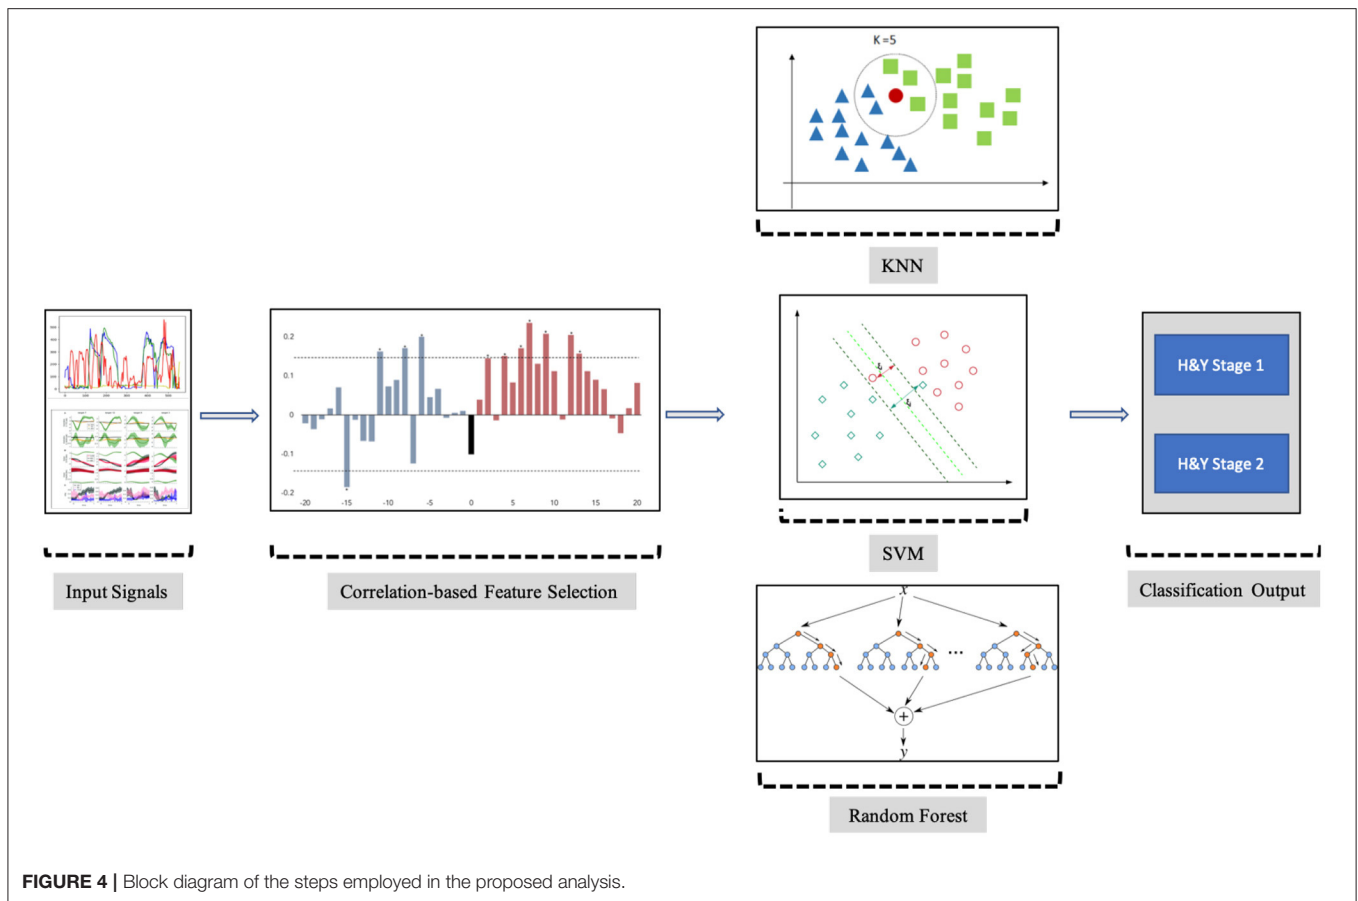 K=5
KNN
0.2
0.1
0
-0.1
-0.2
-20 -15 -10 -5 0 5 10 15 20
SVM
H&Y Stage 1
H&Y Stage 2
Input Signals
Correlation-based Feature Selection
Classification Output
x
...
+
y
Random Forest
FIGURE 4 | Block diagram of the steps employed in the proposed analysis.